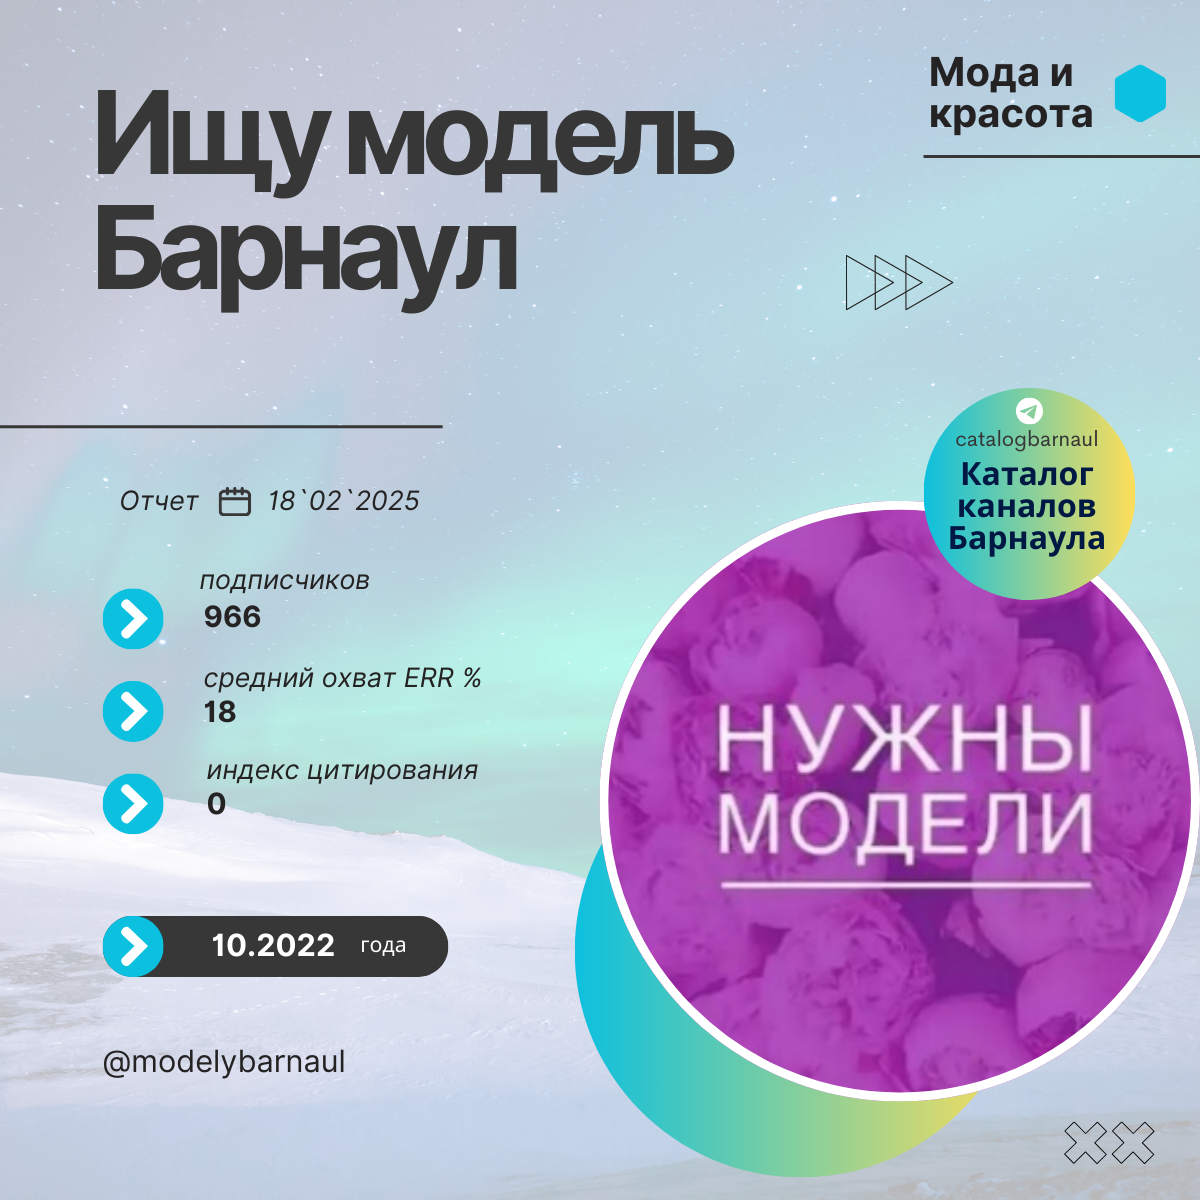 Мода и
красота
Ищу модель
Барнаул
catalogbarnaul
Каталог
каналов
Барнаула
Отчет 18`02`2025
подписчиков
966
средний охват ERR %
18
индекс цитирования
0
НУЖНЫ
МОДЕЛИ
10.2022 года
@modelybarnaul